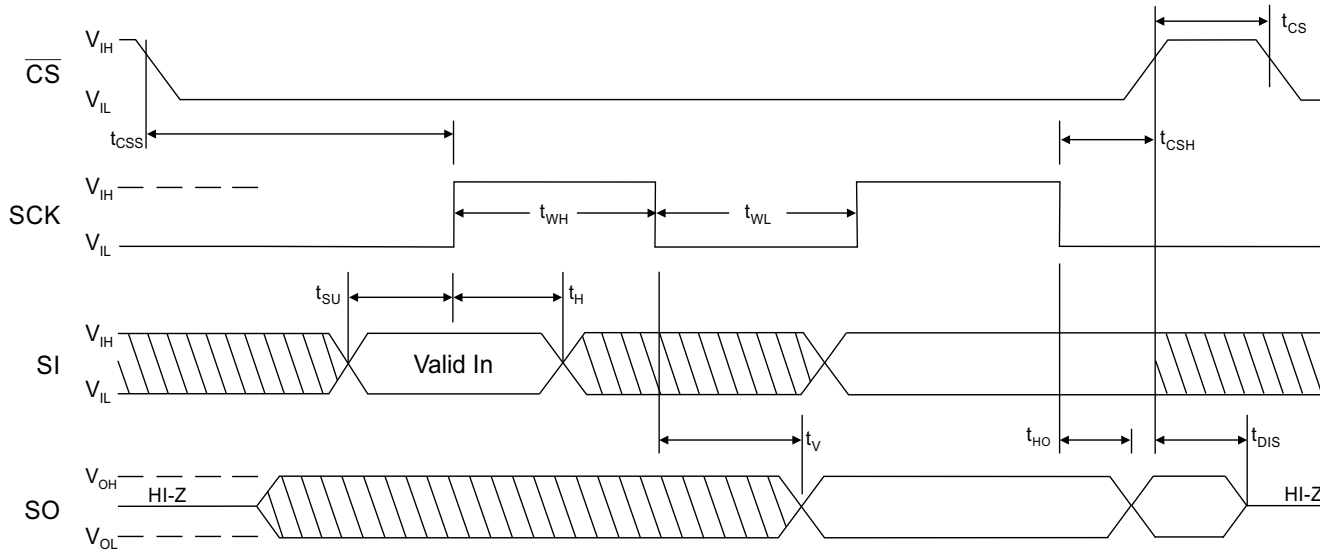 t_CS
V_IH
C̅S̅
V_IL
t_CSS
t_CSH
V_IH
SCK
t_WH
t_WL
V_IL
t_SU
t_H
V_IH
SI
Valid In
V_IL
t_V
t_HO
t_DIS
V_OH
HI-Z
HI-Z
SO
V_OL